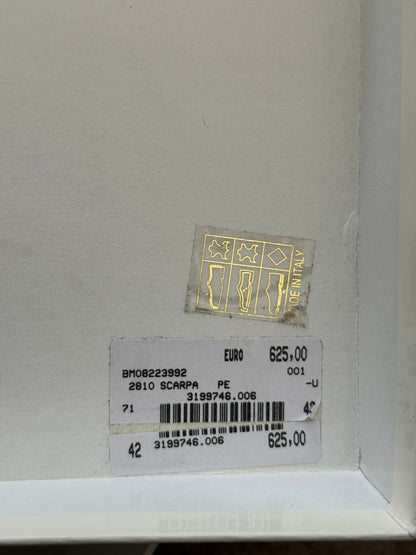 MADE IN ITALY
EURO 625,00
BM08223992 001
2810 SCARPA PE -U
3199746.006
71 42
42 3199746.006 625,00